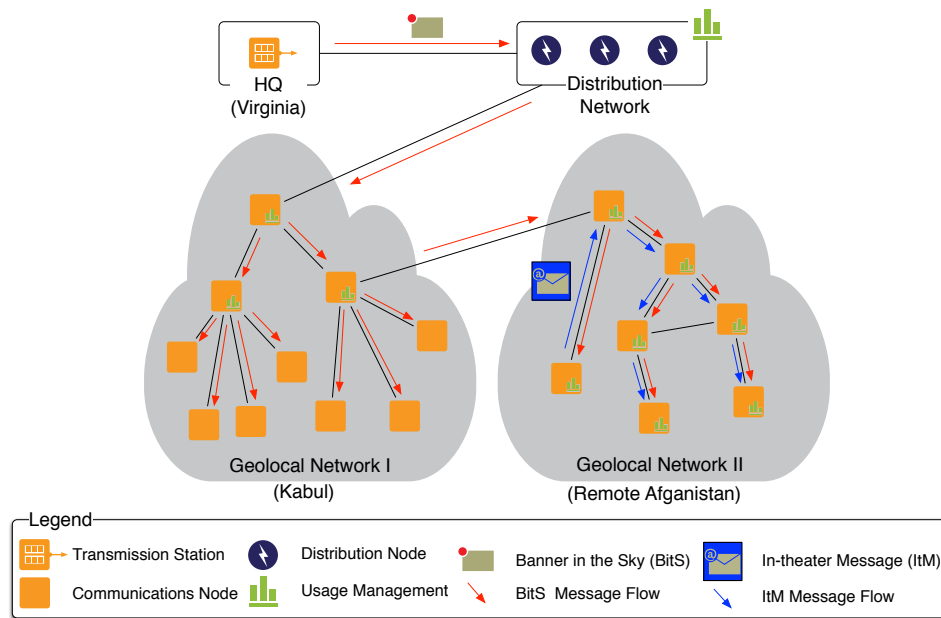 HQ
(Virginia)
Distribution
Network
@
Geolocal Network I
(Kabul)
Geolocal Network II
(Remote Afganistan)
Legend
Transmission Station
Distribution Node
Banner in the Sky (BitS)
@
In-theater Message (ItM)
Communications Node
Usage Management
BitS Message Flow
ItM Message Flow